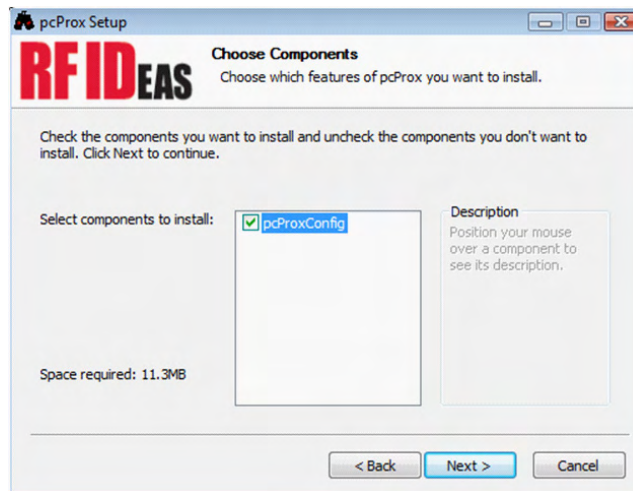 pcProx Setup
RFIDEAS
Choose Components
Choose which features of pcProx you want to install.
Check the components you want to install and uncheck the components you don't want to
install. Click Next to continue.
Select components to install:
pcProxConfig
Description
Position your mouse
over a component to
see its description.
Space required: 11.3MB
< Back
Next >
Cancel